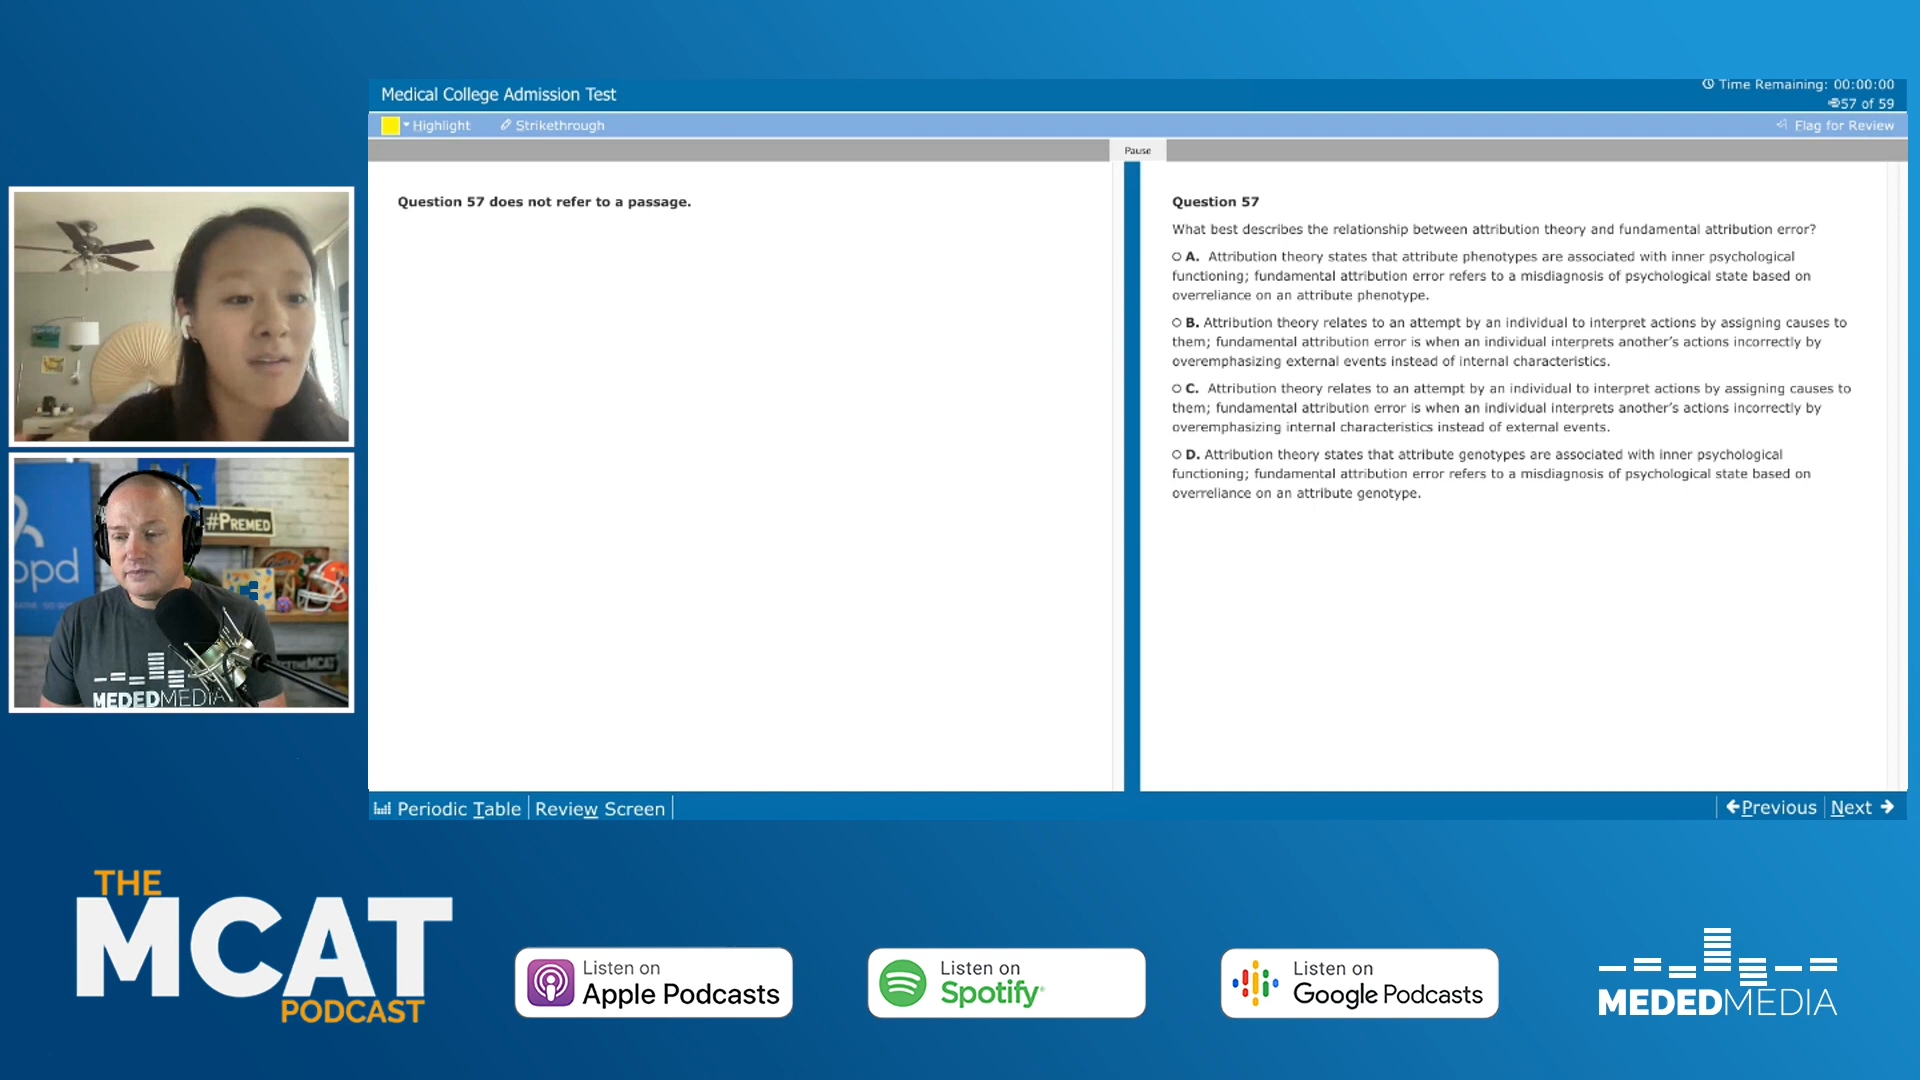 Medical College Admission Test
Time Remaining: 00:00:00
57 of 59
Highlight
Strikethrough
Flag for Review
Pause
Question 57 does not refer to a passage.
Question 57
What best describes the relationship between attribution theory and fundamental attribution error?
A. Attribution theory states that attribute phenotypes are associated with inner psychological
functioning; fundamental attribution error refers to a misdiagnosis of psychological state based on
overreliance on an attribute phenotype.
B. Attribution theory relates to an attempt by an individual to interpret actions by assigning causes to
them; fundamental attribution error is when an individual interprets another's actions incorrectly by
overemphasizing external events instead of internal characteristics.
C. Attribution theory relates to an attempt by an individual to interpret actions by assigning causes to
them; fundamental attribution error is when an individual interprets another's actions incorrectly by
overemphasizing internal characteristics instead of external events.
D. Attribution theory states that attribute genotypes are associated with inner psychological
functioning; fundamental attribution error refers to a misdiagnosis of psychological state based on
overreliance on an attribute genotype.
#PREMED
MEDEDMEDIA
Periodic Table
Review Screen
Previous
Next
THE
MCAT
PODCAST
Listen on
Apple Podcasts
Listen on
Spotify
Listen on
Google Podcasts
MEDEDMEDIA